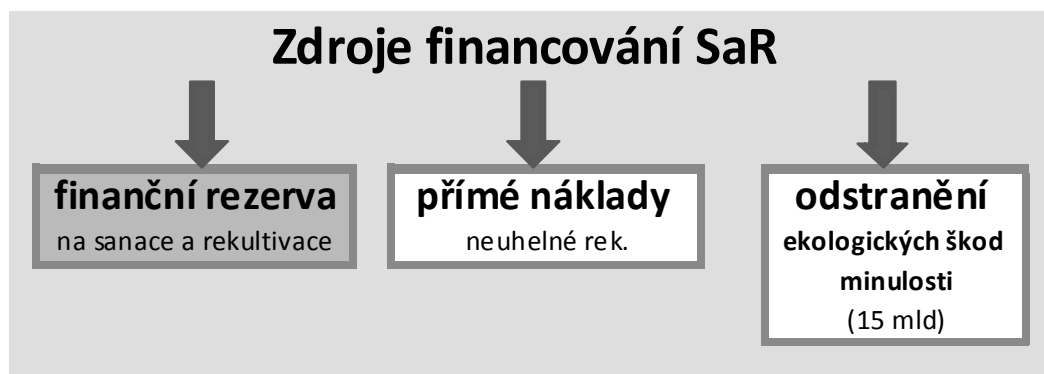 Zdroje financování SaR
finanční rezerva
na sanace a rekultivace
přímé náklady
neuhelné rek.
odstranění
ekologických škod
minulosti
(15 mld)